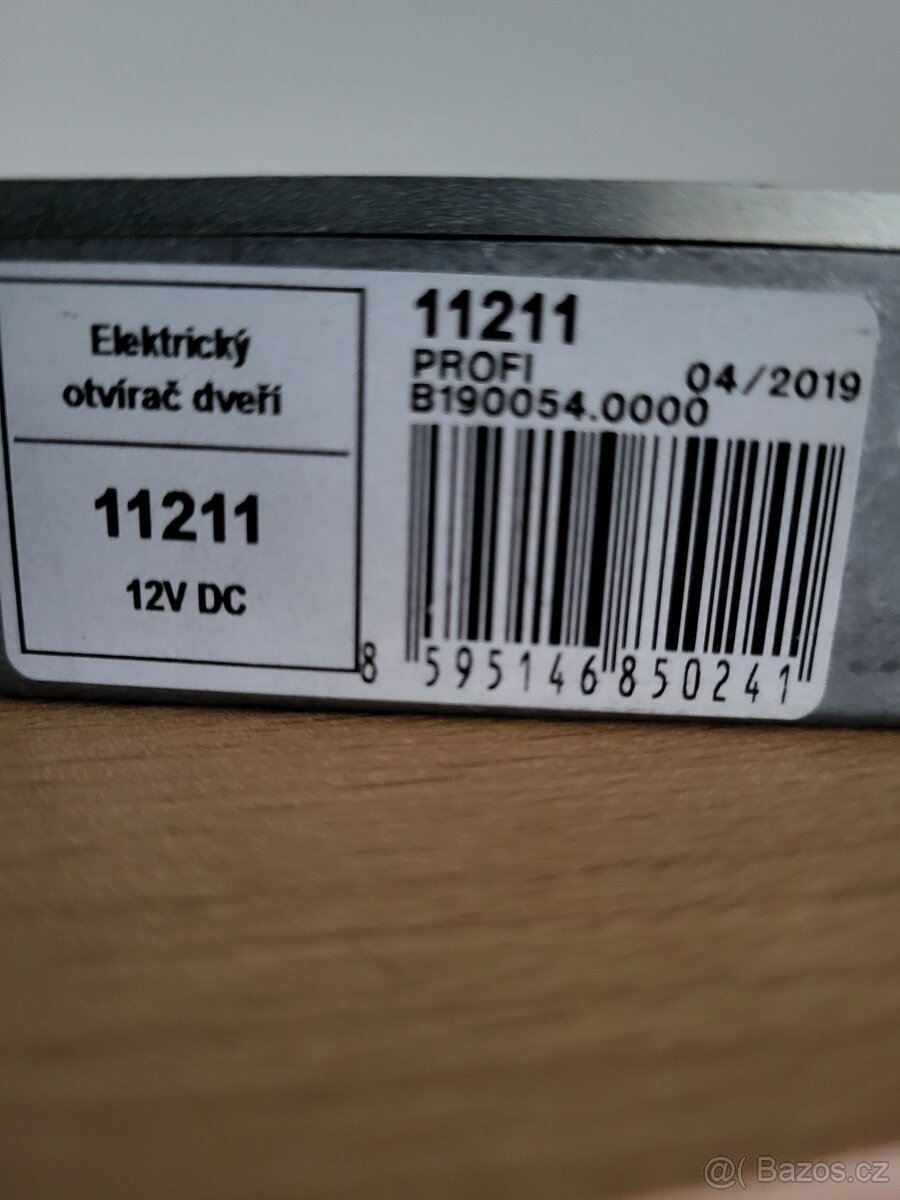 Elektrický
otvírač dveří
11211
12V DC
11211
PROFI
04/2019
B190054.0000
8 595146 850241
@( Bazos.cz